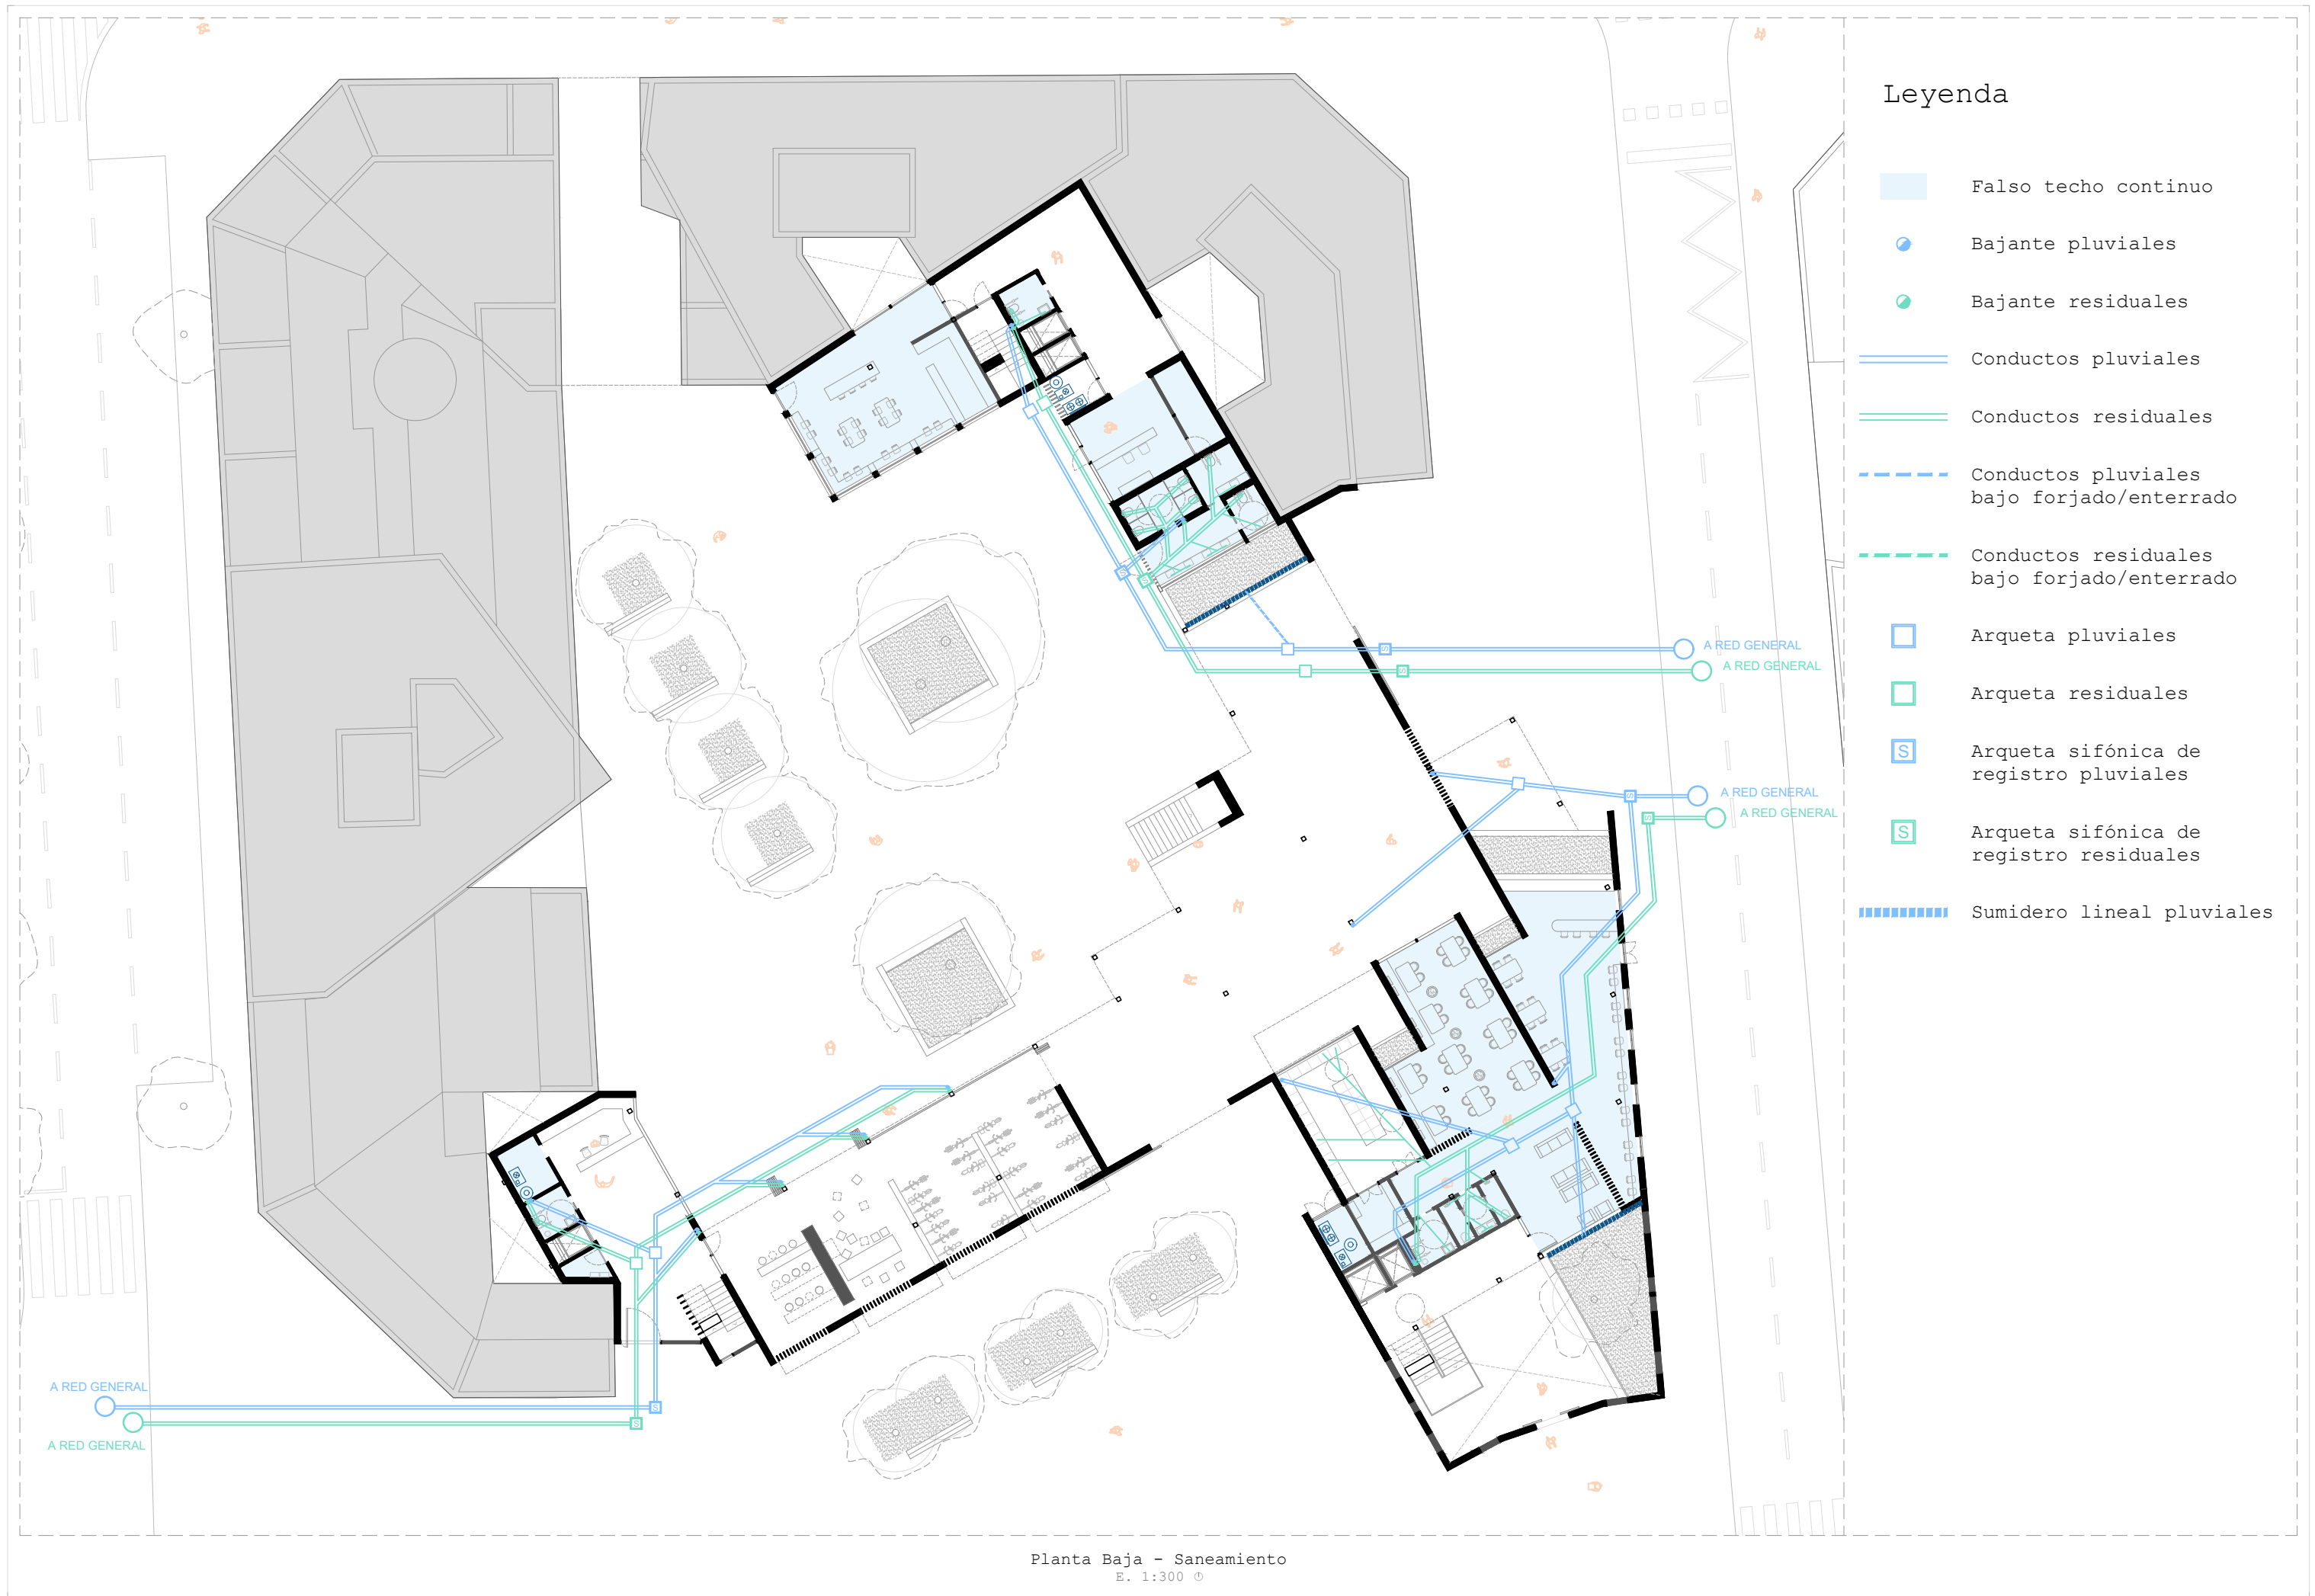 Leyenda
Falso techo continuo
Bajante pluviales
Bajante residuales
Conductos pluviales
Conductos residuales
Conductos pluviales
bajo forjado/enterrado
Conductos residuales
bajo forjado/enterrado
Arqueta pluviales
Arqueta residuales
S
Arqueta sifónica de
registro pluviales
S
Arqueta sifónica de
registro residuales
Sumidero lineal pluviales
A RED GENERAL
A RED GENERAL
A RED GENERAL
A RED GENERAL
A RED GENERAL
A RED GENERAL
S
S
S
S
S
S
S
S
Planta Baja - Saneamiento
E. 1:300